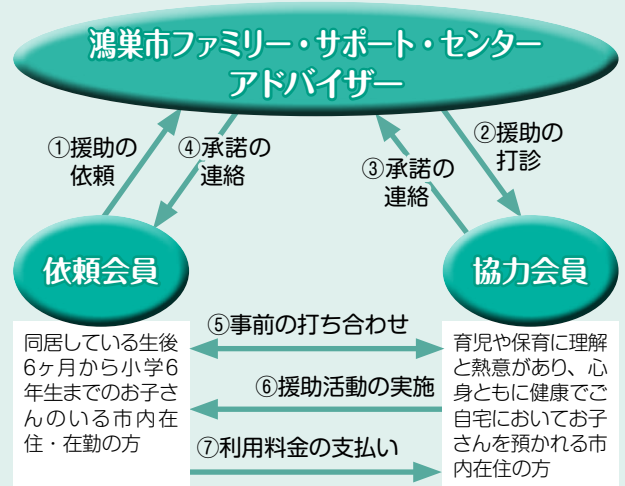 鴻巣市ファミリー・サポート・センター
アドバイザー
①援助の
依頼
④承諾の
連絡
③承諾の
連絡
②援助の
打診
依頼会員
協力会員
⑤事前の打ち合わせ
⑥援助活動の実施
⑦利用料金の支払い
同居している生後
6ヶ月から小学6
年生までのお子さ
んのいる市内在
住・在勤の方
育児や保育に理解
と熱意があり、心
身ともに健康でご
自宅においてお子
さんを預かれる市
内在住の方